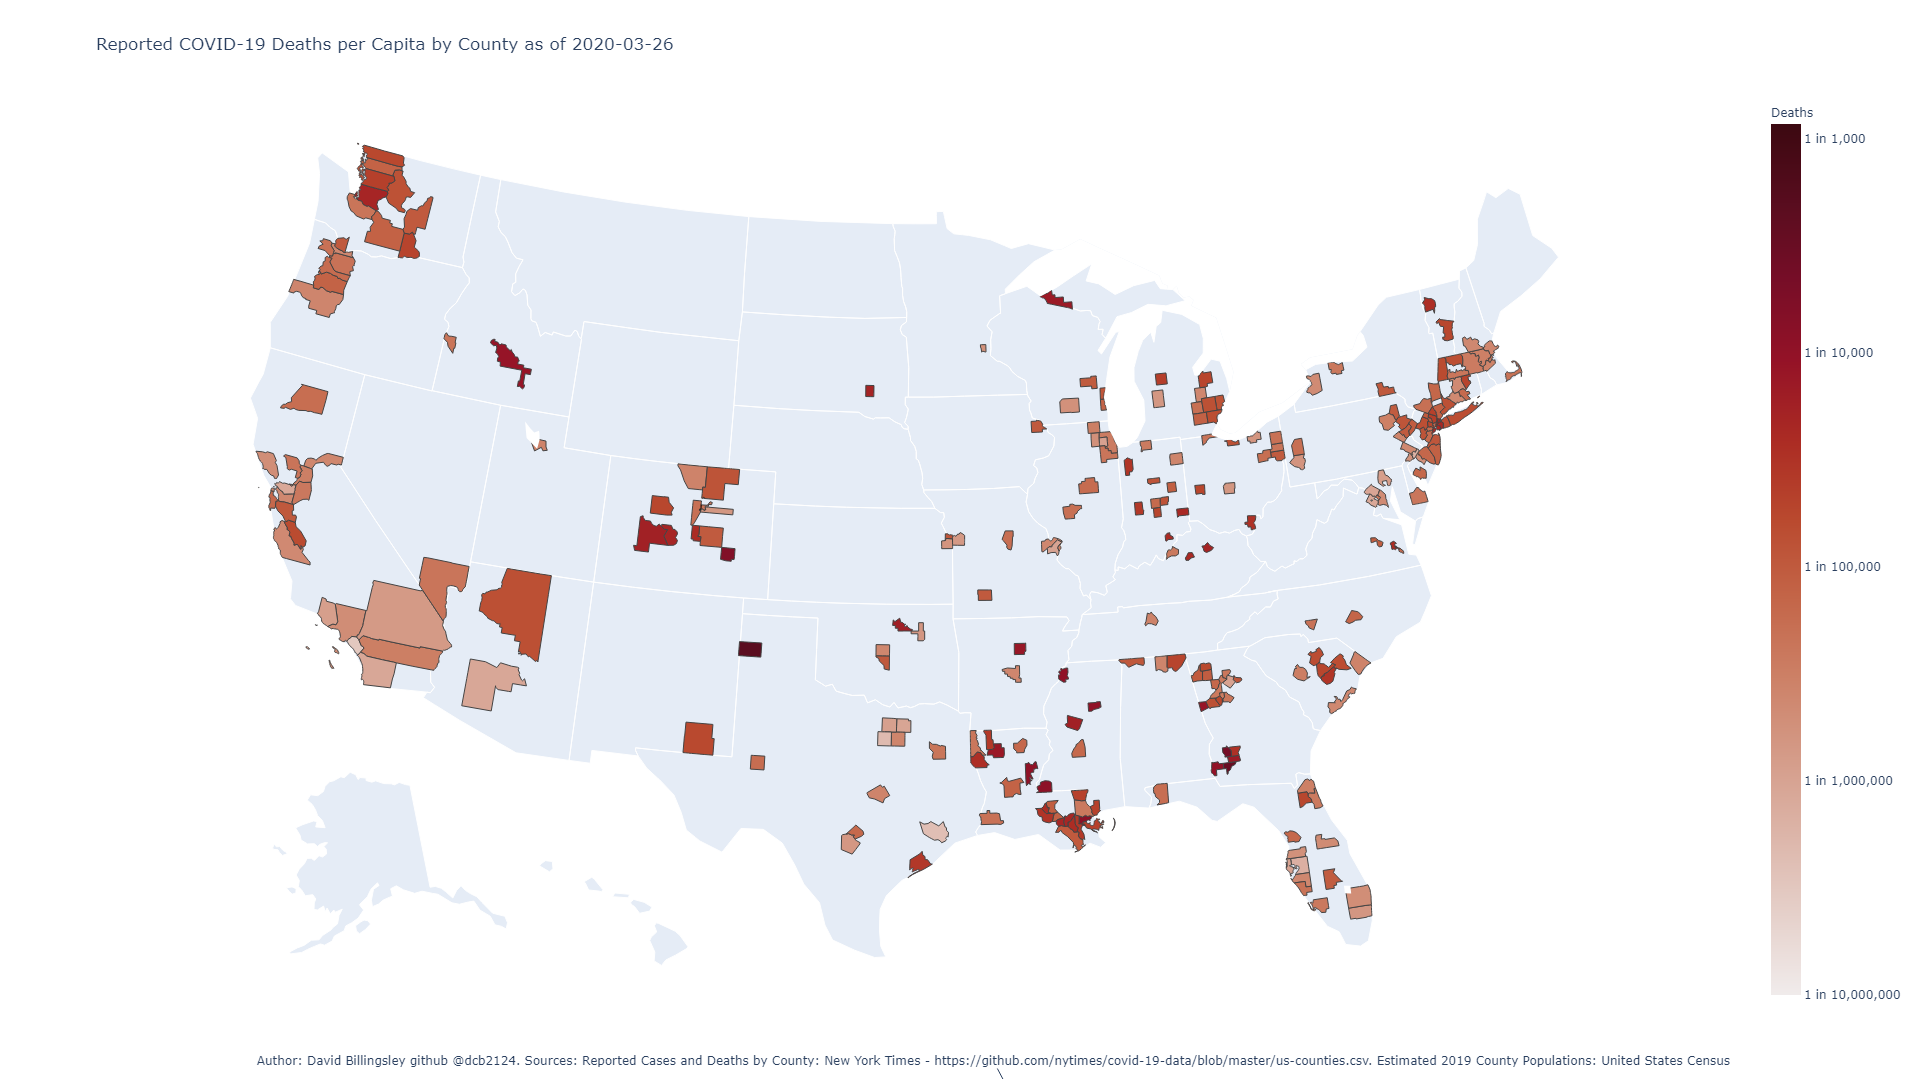 Reported COVID-19 Deaths per Capita by County as of 2020-03-26
Deaths
1 in 1,000
1 in 10,000
1 in 100,000
1 in 1,000,000
1 in 10,000,000
Author: David Billingsley github @dcb2124. Sources: Reported Cases and Deaths by County: New York Times - https://github.com/nytimes/covid-19-data/blob/master/us-counties.csv. Estimated 2019 County Populations: United States Census